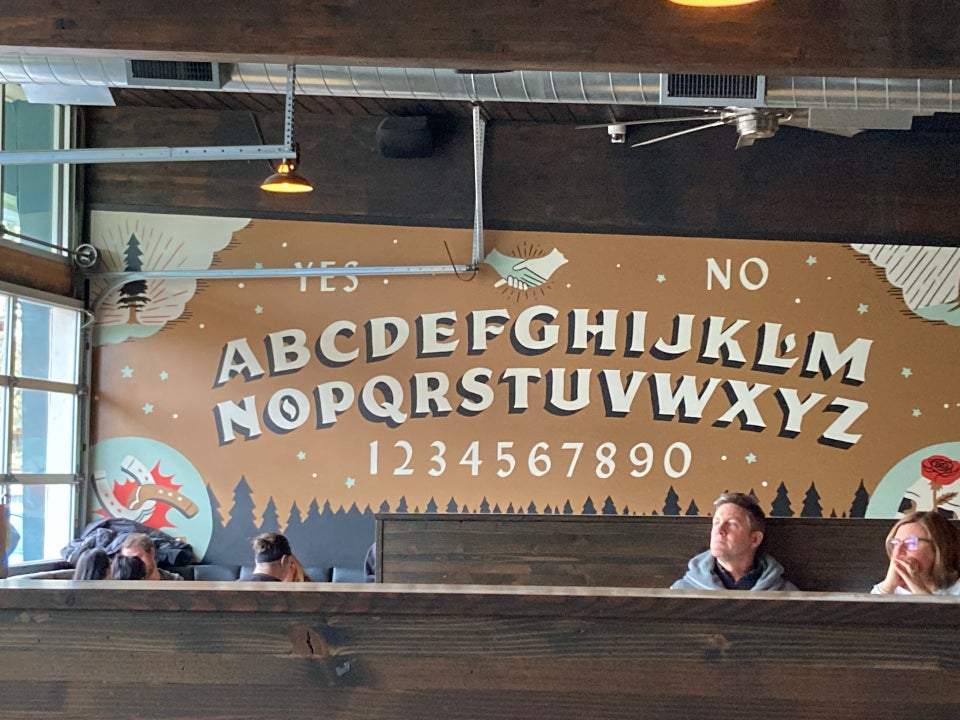 YES NO
ABCDEFGHIJKLM
NOPQRSTUVWXYZ
1234567890